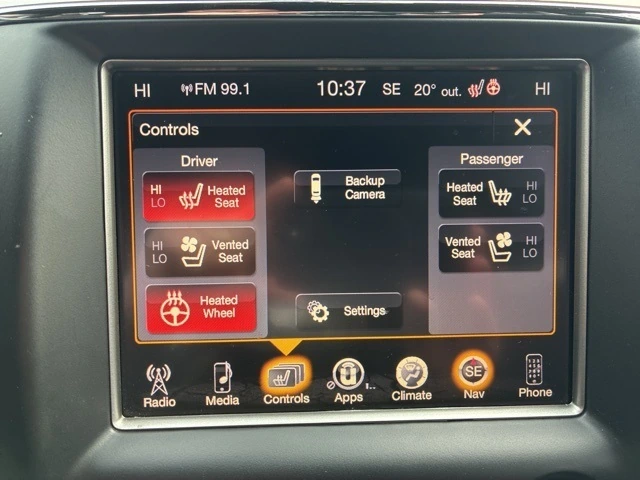 HI FM 99.1 10:37 SE 20° out. HI
Controls
Driver
HI
LO
Heated
Seat
HI
LO
Vented
Seat
Heated
Wheel
Backup
Camera
Settings
Passenger
Heated
Seat
HI
LO
Vented
Seat
HI
LO
Radio
Media
Controls
Apps
1..
Climate
SE
Nav
Phone